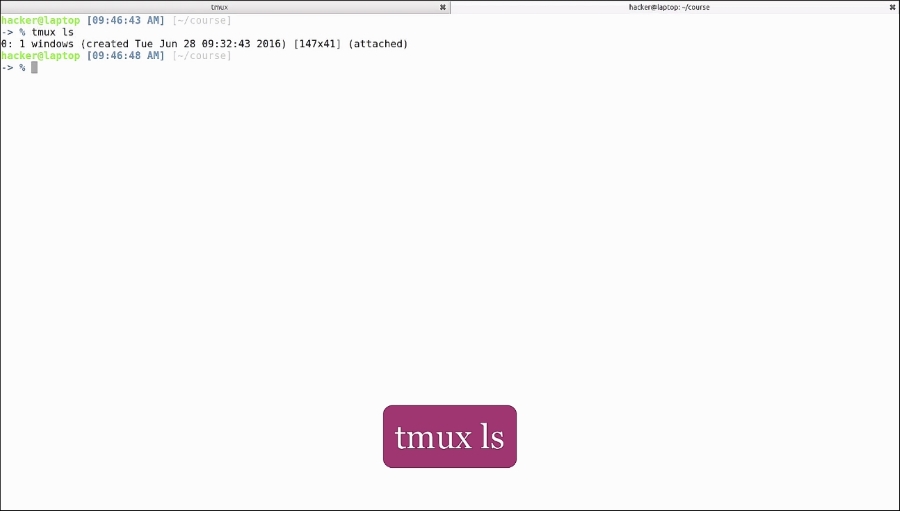 tmux
hacker@laptop: ~/course
hacker@laptop [09:46:43 AM] [~/course]
-> % tmux ls
0: 1 windows (created Tue Jun 28 09:32:43 2016) [147x41] (attached)
hacker@laptop [09:46:48 AM] [~/course]
-> %
tmux ls